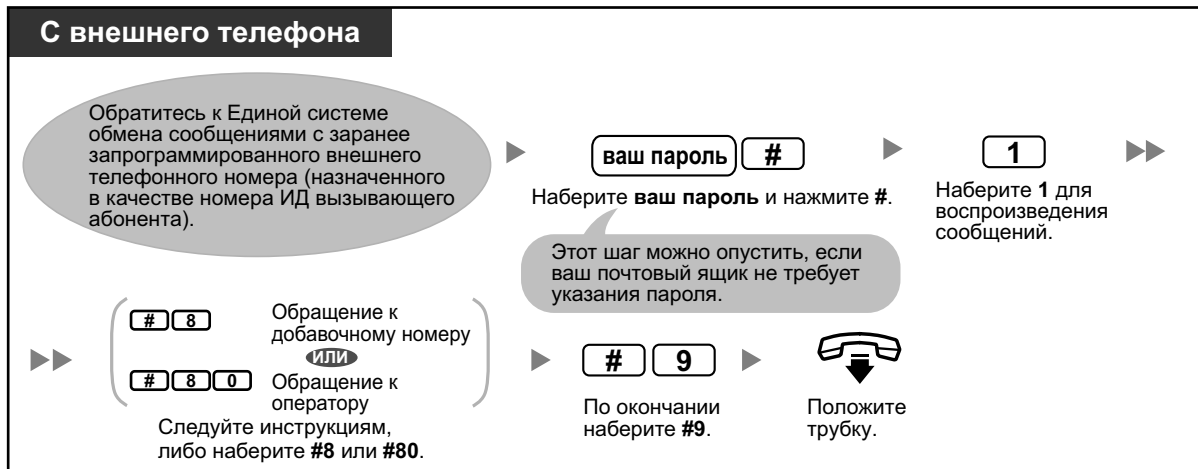 С внешнего телефона
Обратитесь к Единой системе
обмена сообщениями с заранее
запрограммированного внешнего
телефонного номера (назначенного
в качестве номера ИД вызывающего
абонента).
ваш пароль #
Наберите ваш пароль и нажмите #.
Этот шаг можно опустить, если
ваш почтовый ящик не требует
указания пароля.
1
Наберите 1 для
воспроизведения
сообщений.
# 8
Обращение к
добавочному номеру
или
# 8 0
Обращение к
оператору
Следуйте инструкциям,
либо наберите #8 или #80.
# 9
По окончании
наберите #9.
Положите
трубку.